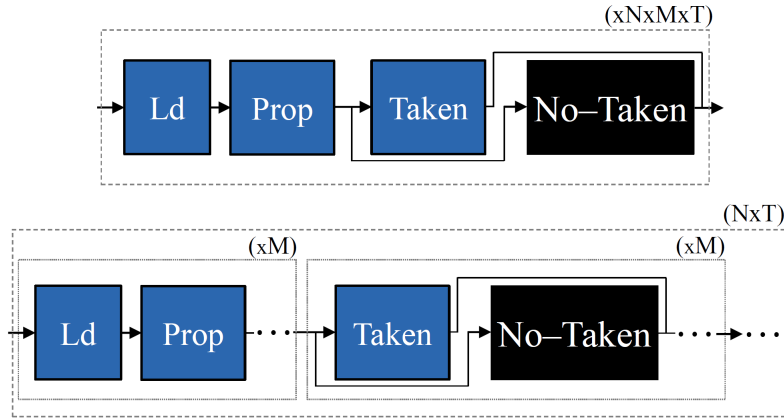 (xNxMxT)
Ld
Prop
Taken
No–Taken
(NxT)
(xM)
(xM)
Ld
Prop
Taken
No–Taken